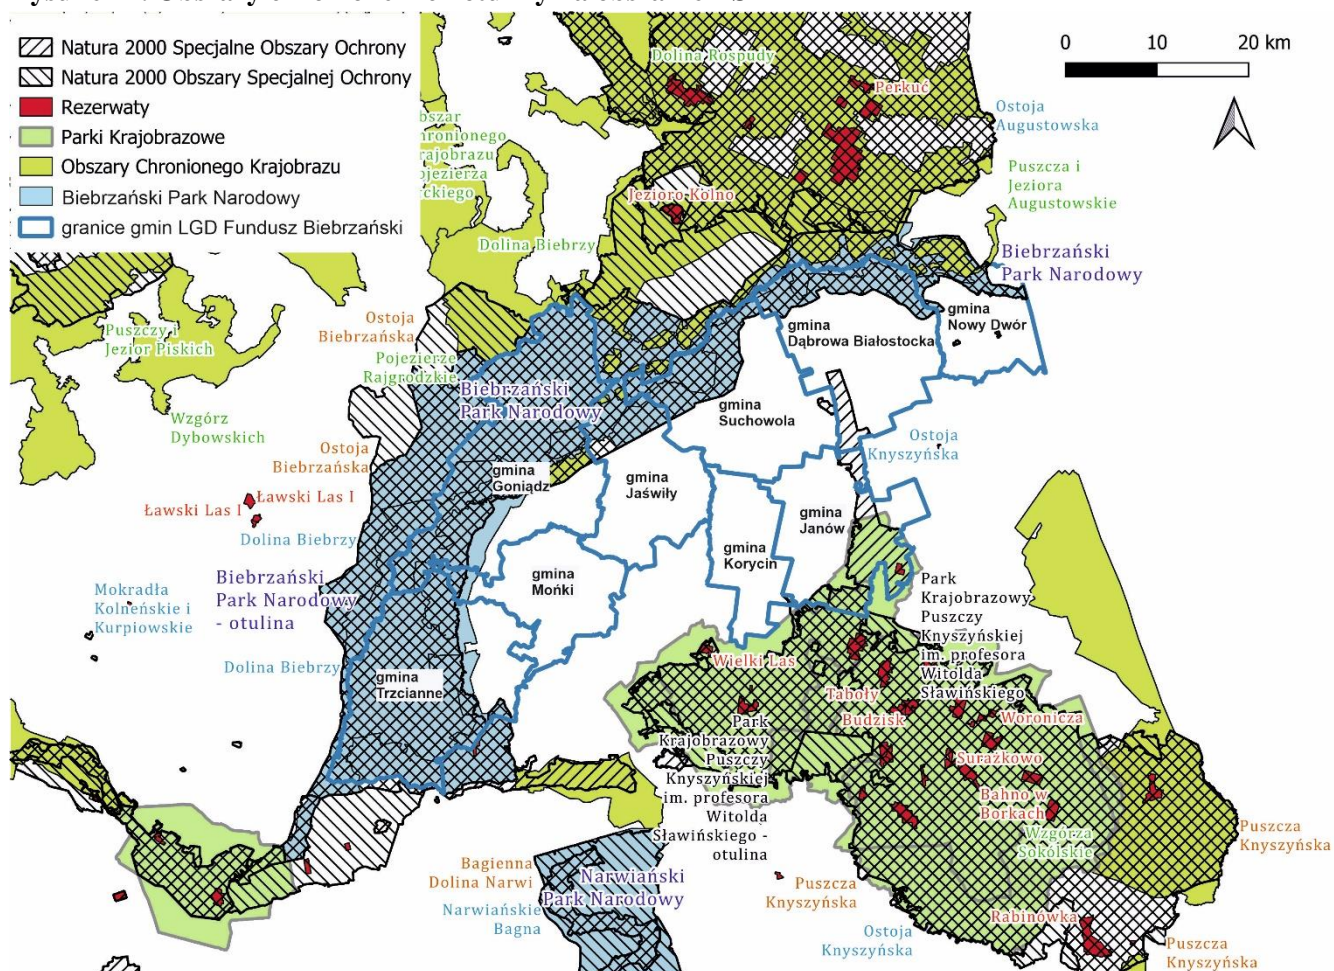 Natura 2000 Specjalne Obszary Ochrony
Natura 2000 Obszary Specjalnej Ochrony
Rezerwaty
Parki Krajobrazowe
Obszary Chronionego Krajobrazu
Biebrzański Park Narodowy
granice gmin LGD Fundusz Biebrzański
0 10 20 km
Dolina Rospudy
Perkuć
Ostoja
Augustowska
Puszcza i
Jeziora
Augustowskie
Jezioro Kolno
Dolina Biebrzy
Biebrzański
Park Narodowy
gmina
Nowy Dwór
gmina
Dąbrowa Białostocka
Ostoja
Biebrzańska
Pojezierze
Rajgrodzkie
Puszczy i
Jezior Piskich
Biebrzański
Park Narodowy
Wzgórz
Dybowskich
gmina
Suchowola
Ostoja
Knyszyńska
Ostoja
Biebrzańska
gmina
Goniądz
gmina
Jaświły
Ławski Las I
Ławski Las I
gmina
Janów
Dolina Biebrzy
gmina
Korycin
gmina
Mońki
Biebrzański
Park Narodowy
- otulina
Mokradła
Kolneńskie i
Kurpiowskie
Park
Krajobrazowy
Puszczy
Knyszyńskiej
im. profesora
Witolda
Sławińskiego
Dolina Biebrzy
gmina
Trzcianne
Wielki Las
Taboły
Budzisk
Woronicza
Surażkowo
Bahno w
Borkach
Wzgórza
Sokólskie
Park
Krajobrazowy
Puszczy
Knyszyńskiej
im. profesora
Witolda
Sławińskiego -
otulina
Puszcza
Knyszyńska
Bagienna
Dolina Narwi
Narwiański
Park Narodowy
Narwiańskie
Bagna
Puszcza
Knyszyńska
Ostoja
Knyszyńska
Rabinówka
Puszcza
Knyszyńska